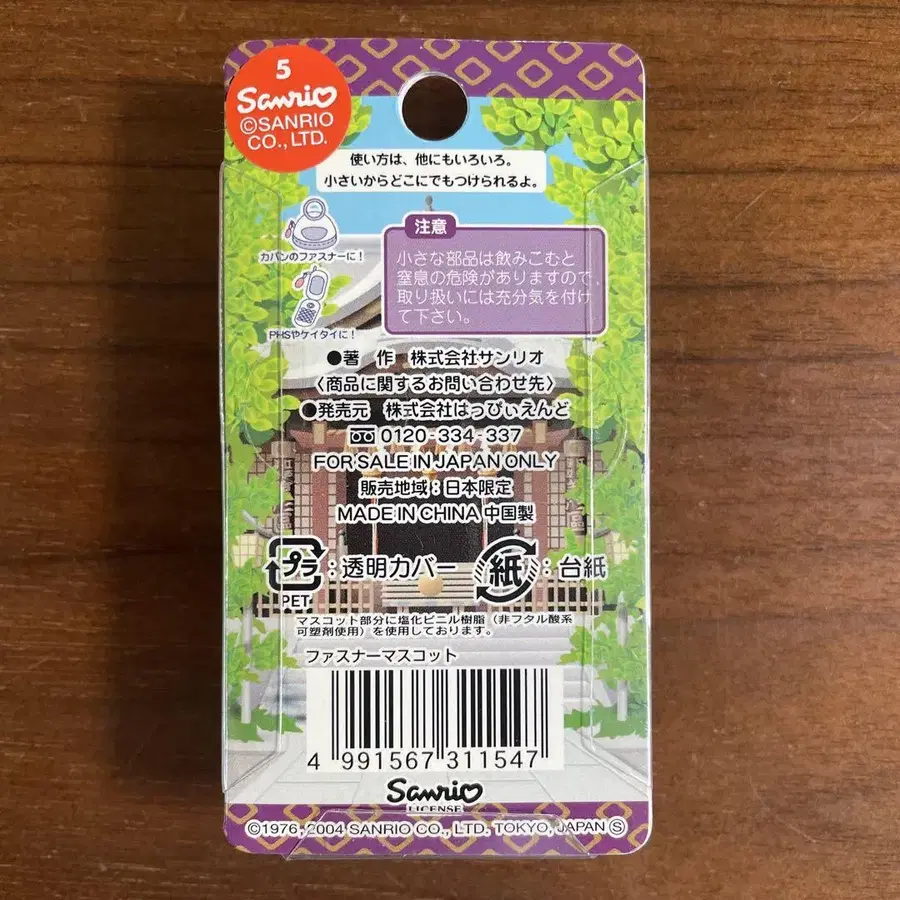 5
Sanrio
©SANRIO
CO., LTD.
使い方は、他にもいろいろ。
小さいからどこにでもつけられるよ。
カバンのファスナーに!
PHSやケイタイに!
注意
小さな部品は飲みこむと
窒息の危険がありますので、
取り扱いには充分気を付け
て下さい。
●著 作 株式会社サンリオ
〈商品に関するお問い合わせ先〉
●発売元 株式会社はっぴぃえんど
0120-334-337
FOR SALE IN JAPAN ONLY
販売地域:日本限定
MADE IN CHINA 中国製
プラ:透明カバー 紙:台紙
PET
マスコット部分に塩化ビニル樹脂(非フタル酸系
可塑剤使用)を使用しております。
ファスナーマスコット
4 991567 311547
Sanrio
LICENSE
©1976, 2004 SANRIO CO., LTD. TOKYO, JAPAN Ⓢ